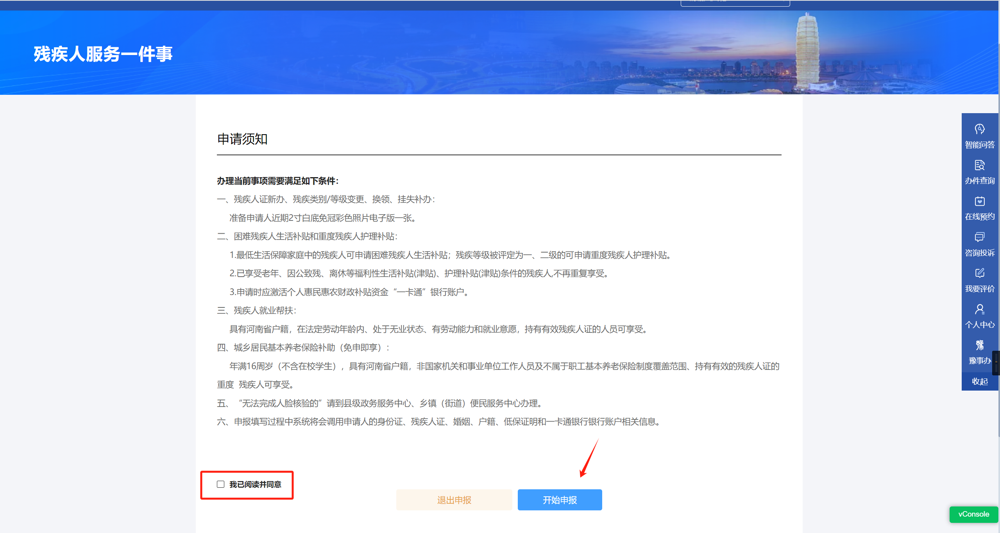 残疾人服务一件事
申请须知
办理当前事项需要满足如下条件：
一、残疾人证新办、残疾类别/等级变更、换领、挂失补办：
准备申请人近期2寸白底免冠彩色照片电子版一张。
二、困难残疾人生活补贴和重度残疾人护理补贴：
1.最低生活保障家庭中的残疾人可申请困难残疾人生活补贴；残疾等级被评定为一、二级的可申请重度残疾人护理补贴。
2.已享受老年、因公致残、离休等福利性生活补贴(津贴)、护理补贴(津贴)条件的残疾人,不再重复享受。
3.申请时应激活个人惠民惠农财政补贴资金“一卡通”银行账户。
三、残疾人就业帮扶：
具有河南省户籍，在法定劳动年龄内、处于无业状态、有劳动能力和就业意愿，持有有效残疾人证的人员可享受。
四、城乡居民基本养老保险补助（免申即享）：
年满16周岁（不含在校学生），具有河南省户籍，非国家机关和事业单位工作人员及不属于职工基本养老保险制度覆盖范围、持有有效的残疾人证的
重度 残疾人可享受。
五、“无法完成人脸核验的”请到县级政务服务中心、乡镇（街道）便民服务中心办理。
六、申报填写过程中系统将会调用申请人的身份证、残疾人证、婚姻、户籍、低保证明和一卡通银行银行账户相关信息。
我已阅读并同意
退出申报
开始申报
智能问答
办件查询
在线预约
咨询投诉
我要评价
个人中心
豫事办
收起
vConsole